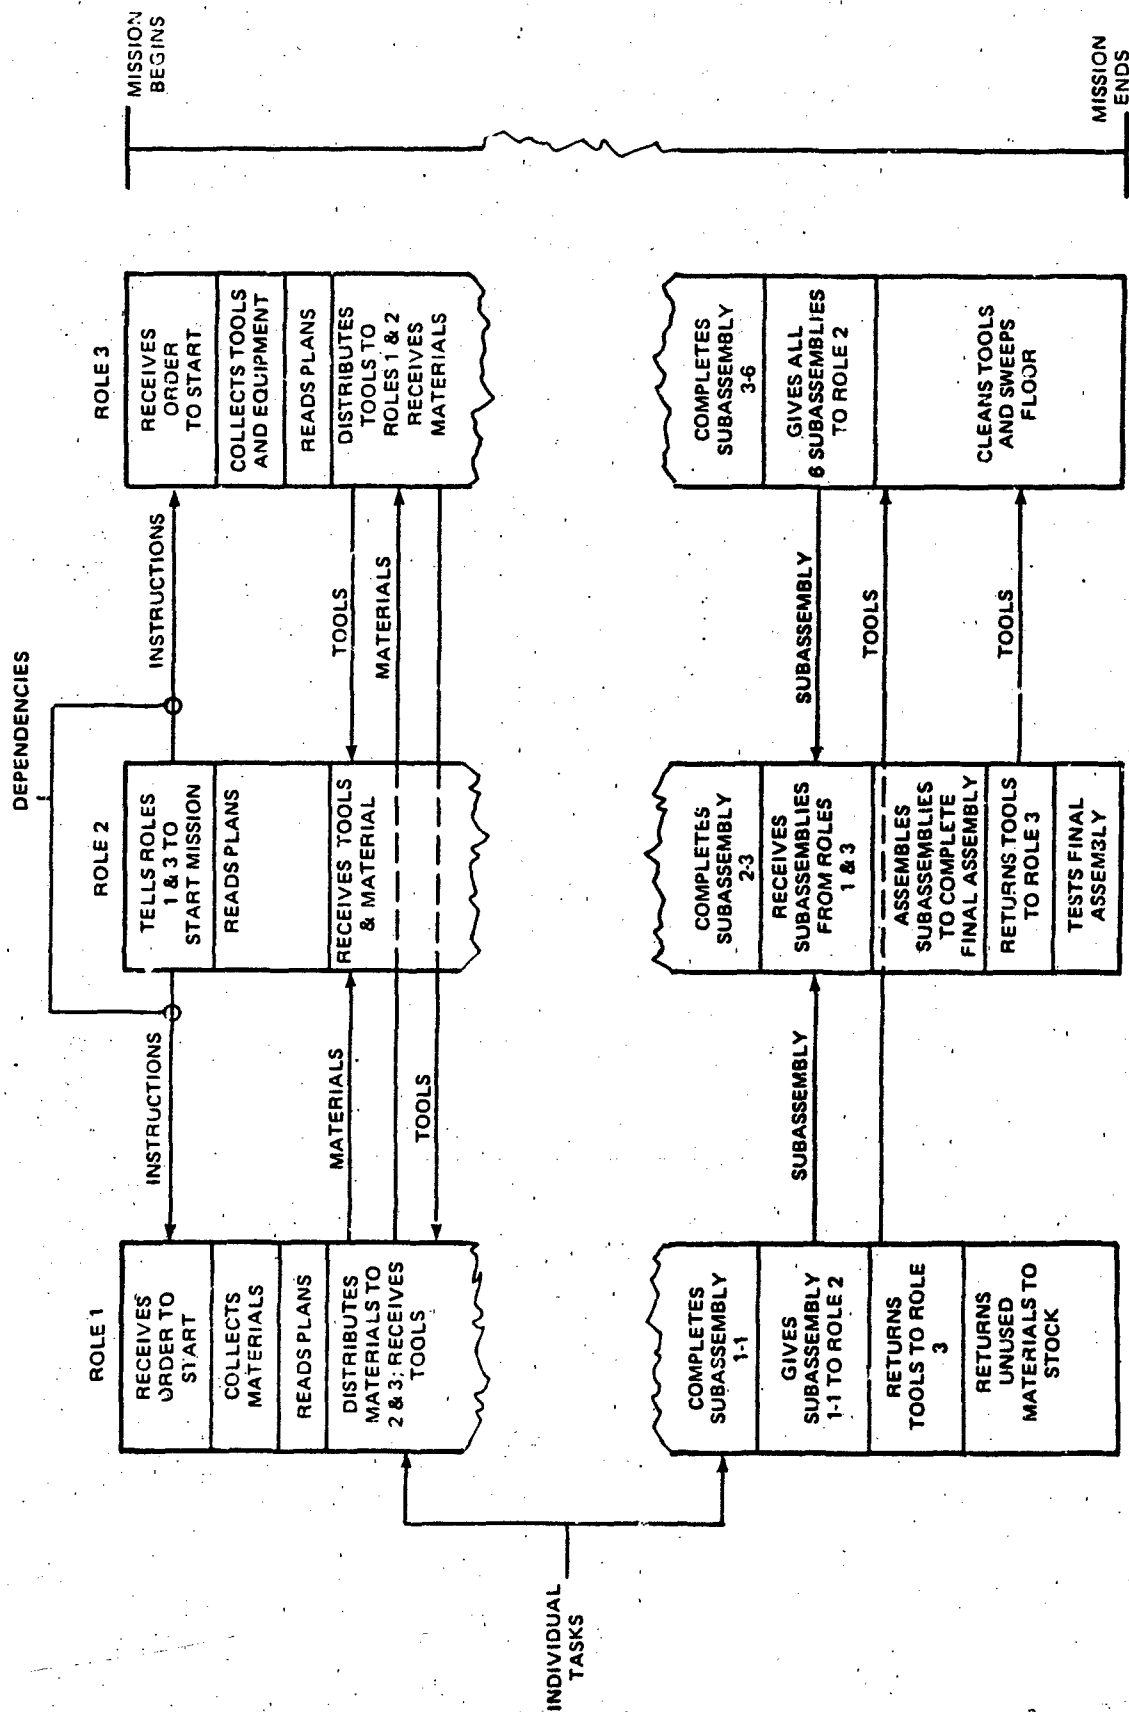 DEPENDENCIES
ROLE 1
RECEIVES
ORDER TO
START
COLLECTS
MATERIALS
READS PLANS
DISTRIBUTES
MATERIALS TO
2 & 3; RECEIVES
TOOLS
INSTRUCTIONS
MATERIALS
TOOLS
ROLE 2
TELLS ROLES
1 & 3 TO
START MISSION
READS PLANS
RECEIVES TOOLS
& MATERIAL
INSTRUCTIONS
TOOLS
MATERIALS
ROLE 3
RECEIVES
ORDER
TO START
COLLECTS TOOLS
AND EQUIPMENT
READS PLANS
DISTRIBUTES
TOOLS TO
ROLES 1 & 2
RECEIVES
MATERIALS
MISSION
BEGINS
INDIVIDUAL
TASKS
COMPLETES
SUBASSEMBLY
1-1
GIVES
SUBASSEMBLY
1-1 TO ROLE 2
RETURNS
TOOLS TO ROLE
3
RETURNS
UNUSED
MATERIALS TO
STOCK
SUBASSEMBLY
COMPLETES
SUBASSEMBLY
2-3
RECEIVES
SUBASSEMBLIES
FROM ROLES
1 & 3
ASSEMBLES
SUBASSEMBLIES
TO COMPLETE
FINAL ASSEMBLY
RETURNS TOOLS
TO ROLE 3
TESTS FINAL
ASSEMBLY
SUBASSEMBLY
TOOLS
TOOLS
COMPLETES
SUBASSEMBLY
3-6
GIVES ALL
6 SUBASSEMBLIES
TO ROLE 2
CLEANS TOOLS
AND SWEEPS
FLOOR
MISSION
ENDS